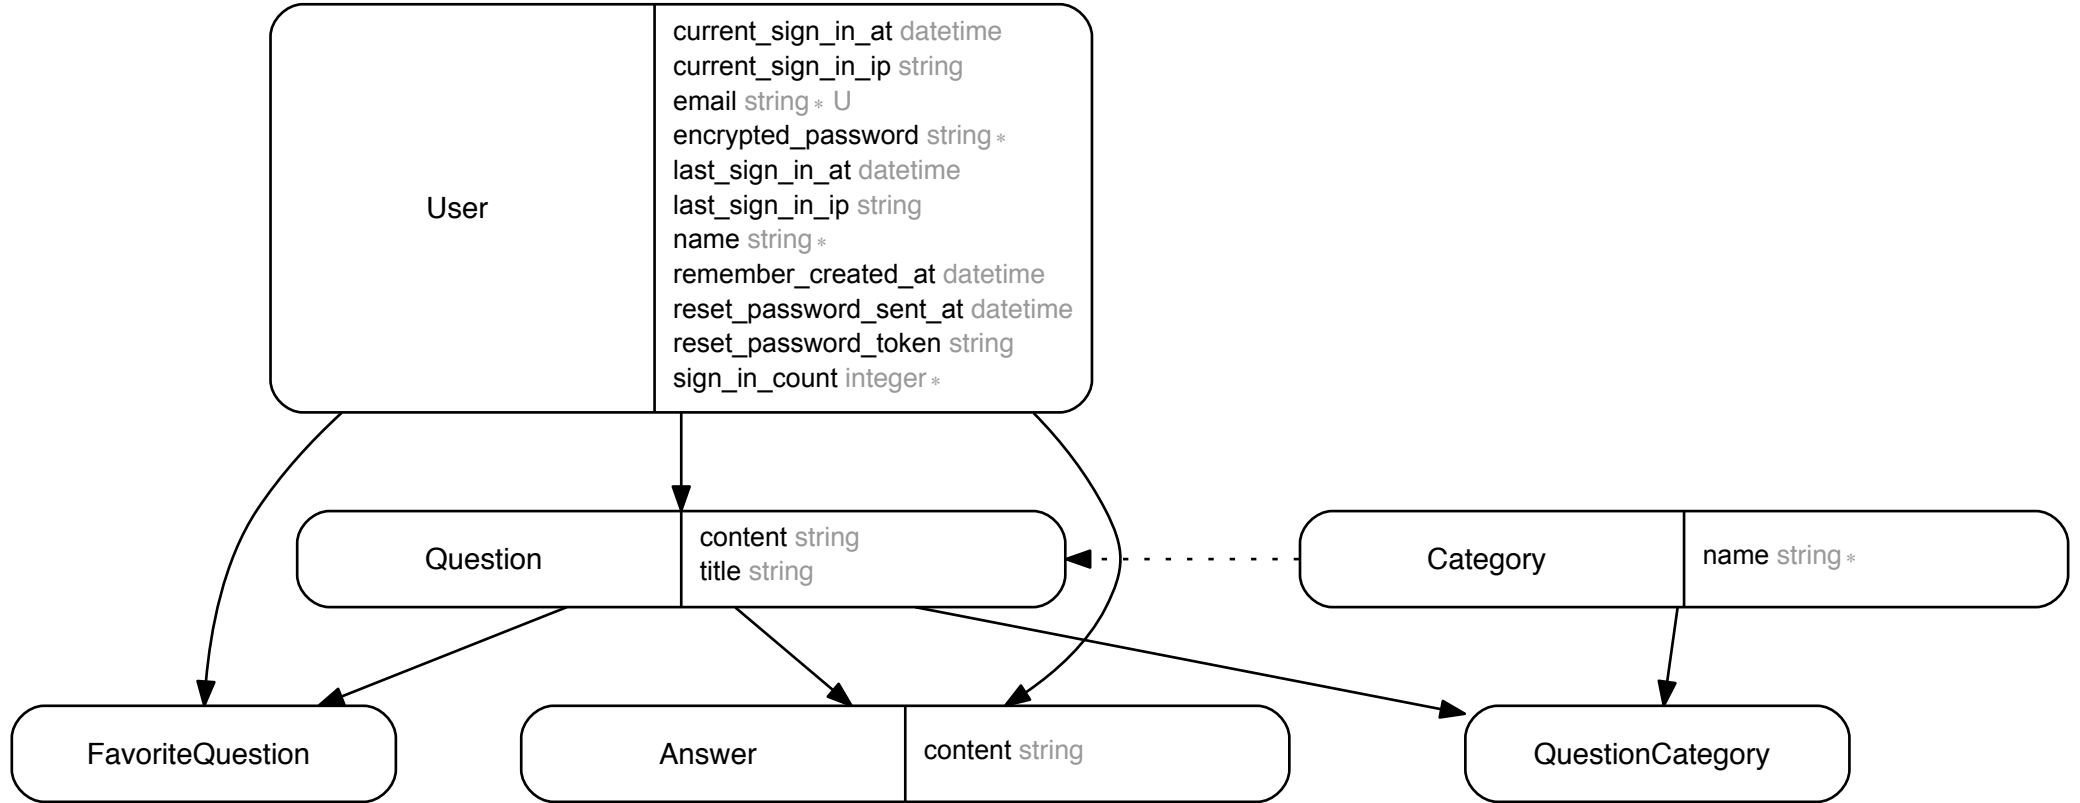 User
current_sign_in_at datetime
current_sign_in_ip string
email string * U
encrypted_password string *
last_sign_in_at datetime
last_sign_in_ip string
name string *
remember_created_at datetime
reset_password_sent_at datetime
reset_password_token string
sign_in_count integer *
Question
content string
title string
Category
name string *
FavoriteQuestion
Answer
content string
QuestionCategory